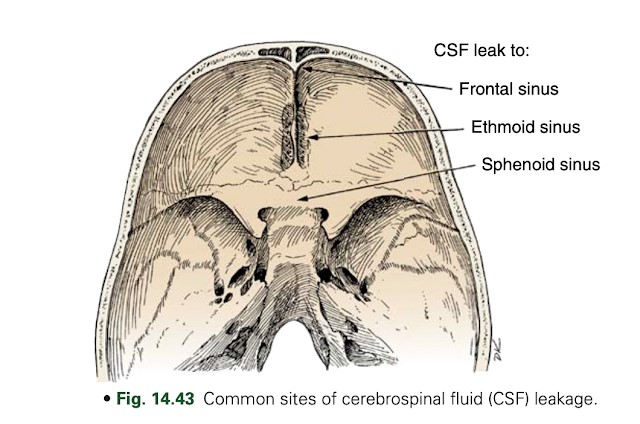 CSF leak to:
Frontal sinus
Ethmoid sinus
Sphenoid sinus
• Fig. 14.43 Common sites of cerebrospinal fluid (CSF) leakage.